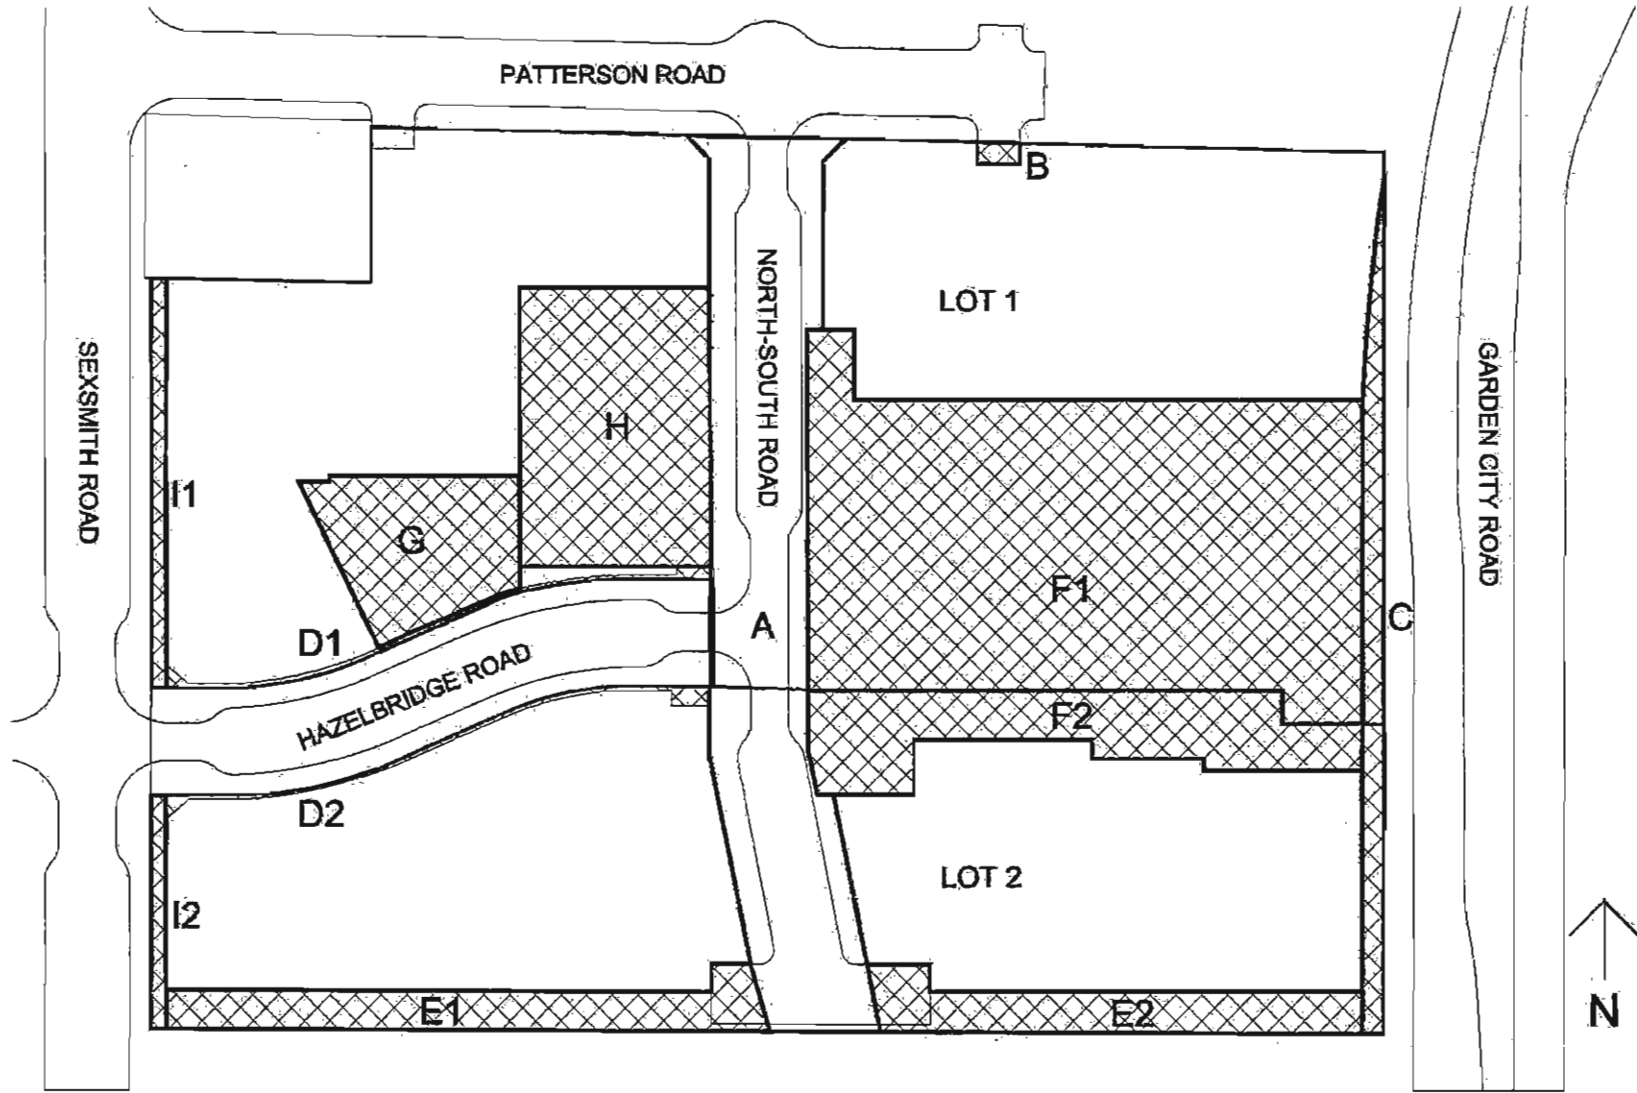 PATTERSON ROAD
B
NORTH-SOUTH ROAD
LOT 1
SEXSMITH ROAD
GARDEN CITY ROAD
H
I1
G
F1
C
A
D1
HAZELBRIDGE ROAD
F2
D2
LOT 2
I2
E1
E2
N